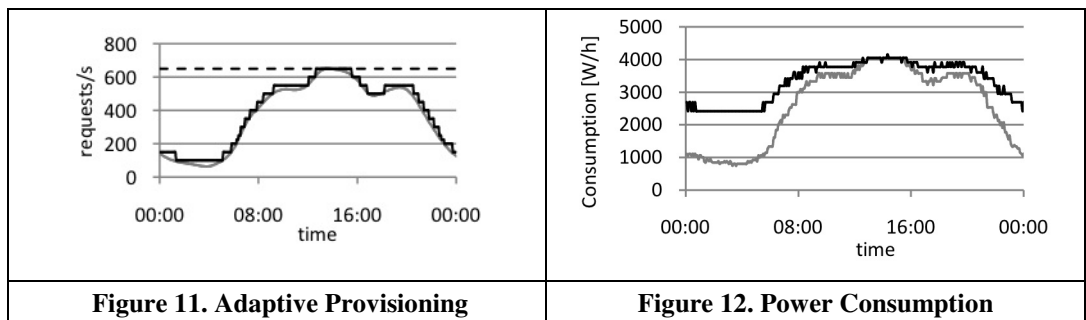 800
600
400
200
0
requests/s
00:00 08:00 16:00 00:00
time
Figure 11. Adaptive Provisioning
5000
4000
3000
2000
1000
0
Consumption [W/h]
00:00 08:00 16:00 00:00
time
Figure 12. Power Consumption